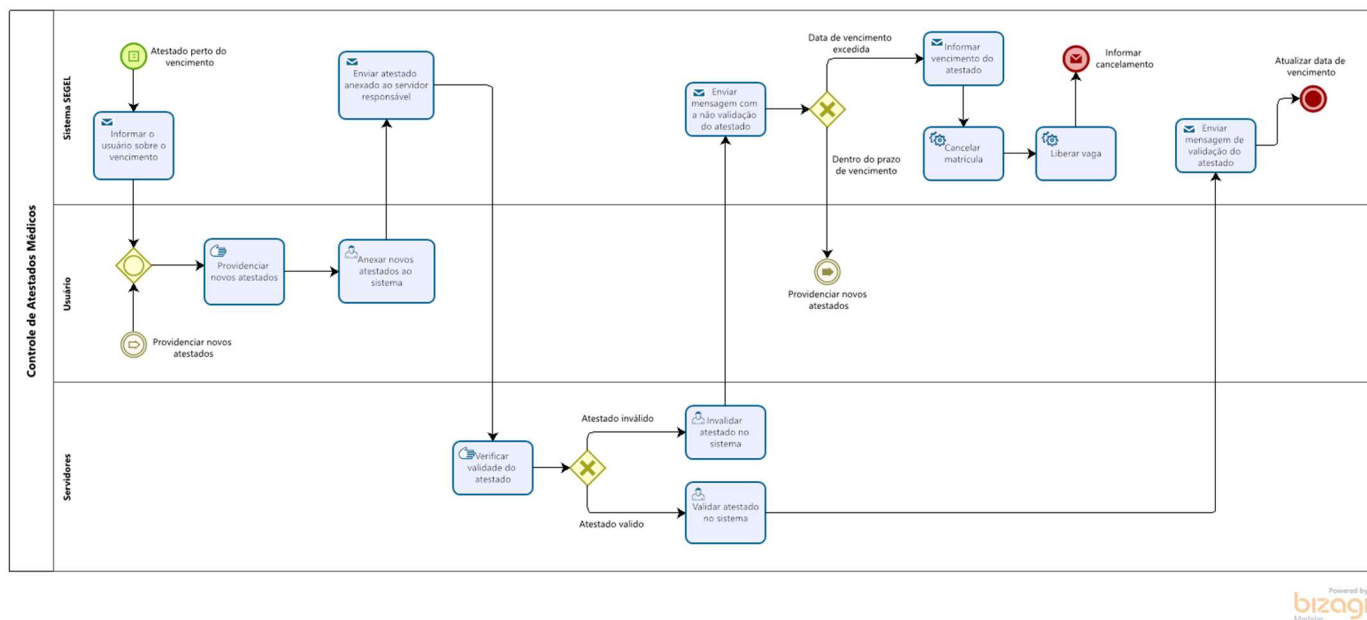 Controle de Atestados Médicos
Sistema SEGEL
Atestado perto do
vencimento
Informar o
usuário sobre o
vencimento
Enviar atestado
anexado ao servidor
responsável
Enviar
mensagem com
a não validação
do atestado
Data de vencimento
excedida
Dentro do prazo
de vencimento
Informar
vencimento do
atestado
Cancelar
matrícula
Liberar vaga
Informar
cancelamento
Enviar
mensagem de
validação do
atestado
Atualizar data de
vencimento
Usuário
Providenciar
novos atestados
Anexar novos
atestados ao
sistema
Providenciar novos
atestados
Providenciar novos
atestados
Servidores
Verificar
validade do
atestado
Atestado inválido
Atestado valido
Invalidar
atestado no
sistema
Validar atestado
no sistema
Powered by
bizagi
Modeler